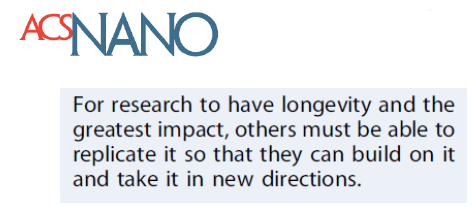 ACSNANO
For research to have longevity and the
greatest impact, others must be able to
replicate it so that they can build on it
and take it in new directions.